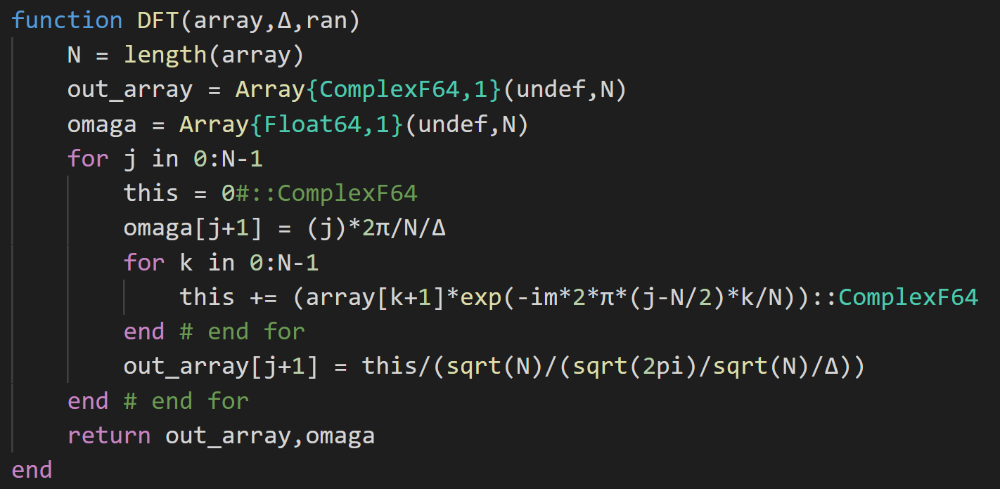 function DFT(array,Δ,ran)
    N = length(array)
    out_array = Array{ComplexF64,1}(undef,N)
    omaga = Array{Float64,1}(undef,N)
    for j in 0:N-1
        this = 0#::ComplexF64
        omaga[j+1] = (j)*2π/N/Δ
        for k in 0:N-1
            this += (array[k+1]*exp(-im*2*π*(j-N/2)*k/N))::ComplexF64
        end # end for
        out_array[j+1] = this/(sqrt(N)/(sqrt(2pi)/sqrt(N)/Δ))
    end # end for
    return out_array,omaga
end